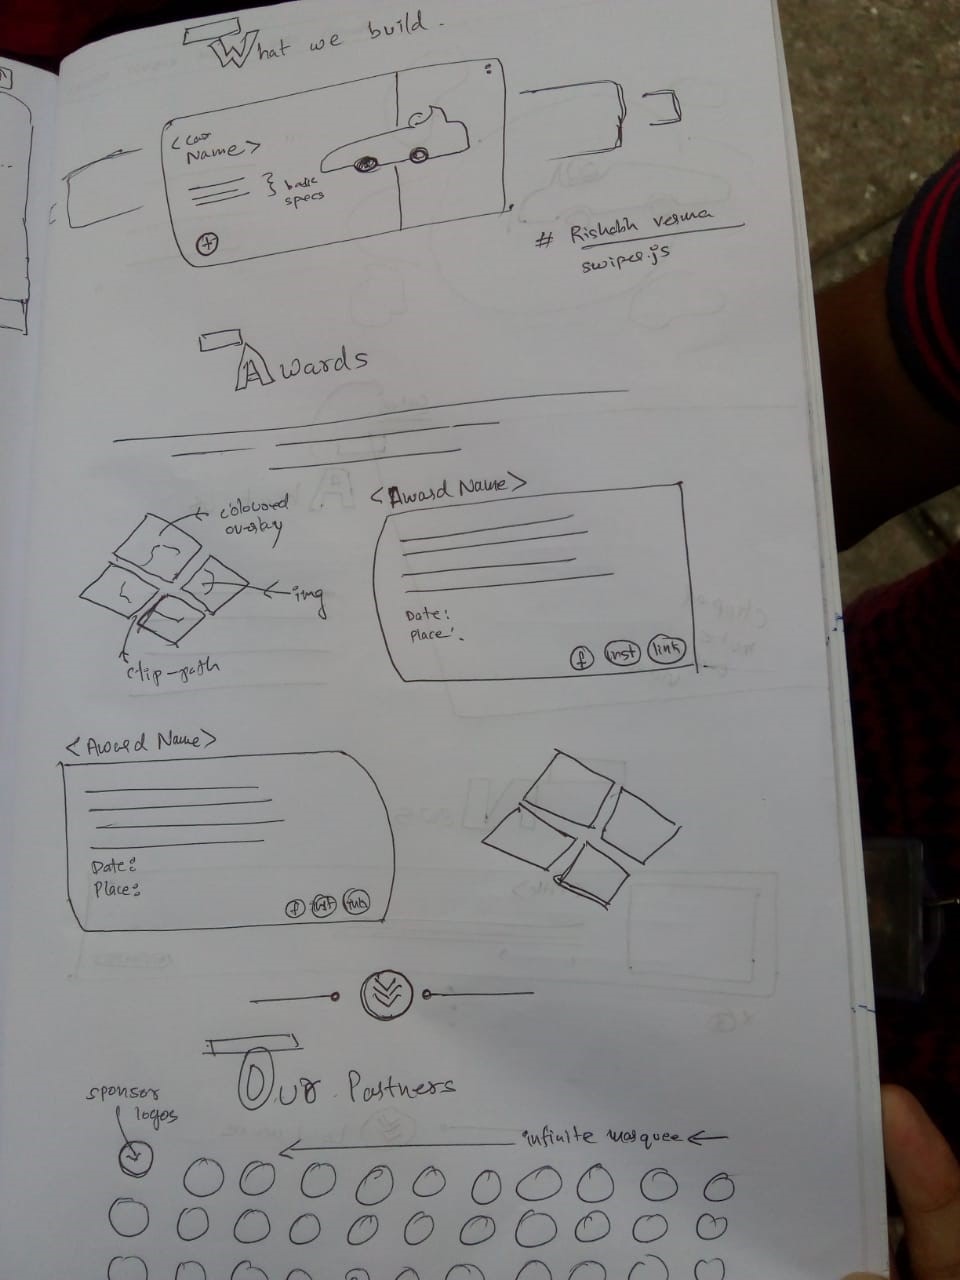 What we build.
<Car
Name>
} basic
specs
# Rishabh verma
swiper.js
Awards
coloured
overlay
<Award Name>
img
Date:
Place:
f inst link
clip-path
<Award Name>
Date:
Place:
f inst link
Our Partners
sponsor
logos
infinite marquee